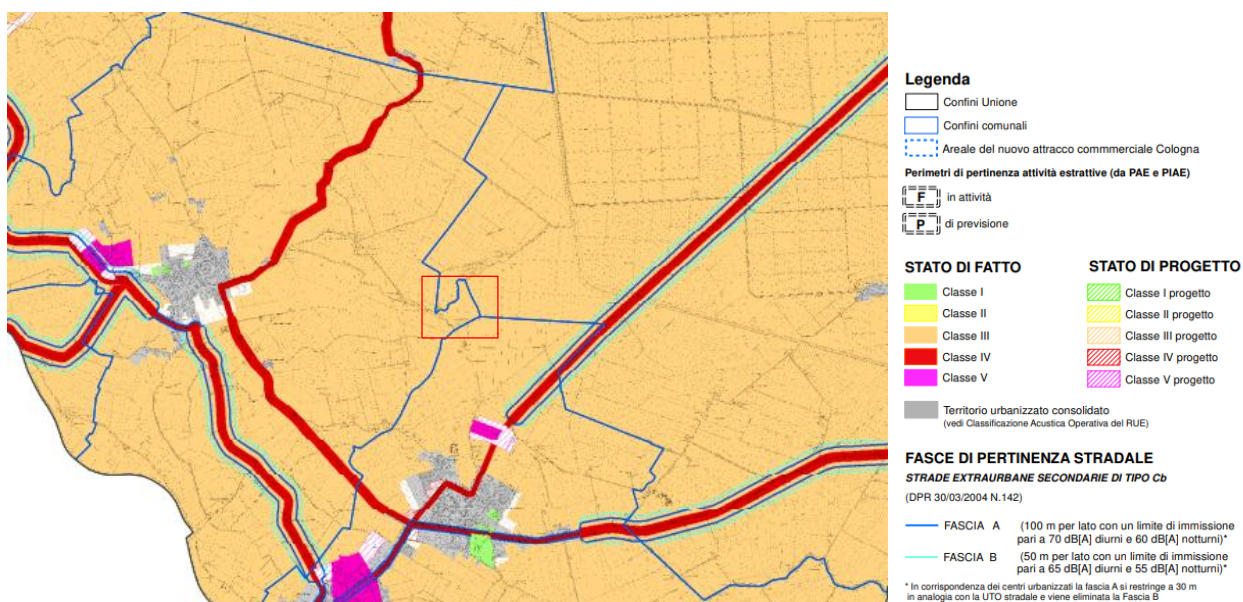 Legenda
Confini Unione
Confini comunali
Areale del nuovo attracco commmerciale Cologna
Perimetri di pertinenza attività estrattive (da PAE e PIAE)
F in attività
P di previsione
STATO DI FATTO
Classe I
Classe II
Classe III
Classe IV
Classe V
STATO DI PROGETTO
Classe I progetto
Classe II progetto
Classe III progetto
Classe IV progetto
Classe V progetto
Territorio urbanizzato consolidato
(vedi Classificazione Acustica Operativa del RUE)
FASCE DI PERTINENZA STRADALE
STRADE EXTRAURBANE SECONDARIE DI TIPO Cb
(DPR 30/03/2004 N.142)
FASCIA A (100 m per lato con un limite di immissione
pari a 70 dB[A] diurni e 60 dB[A] notturni)*
FASCIA B (50 m per lato con un limite di immissione
pari a 65 dB[A] diurni e 55 dB[A] notturni)*
* In corrispondenza dei centri urbanizzati la fascia A si restringe a 30 m
in analogia con la UTO stradale e viene eliminata la Fascia B